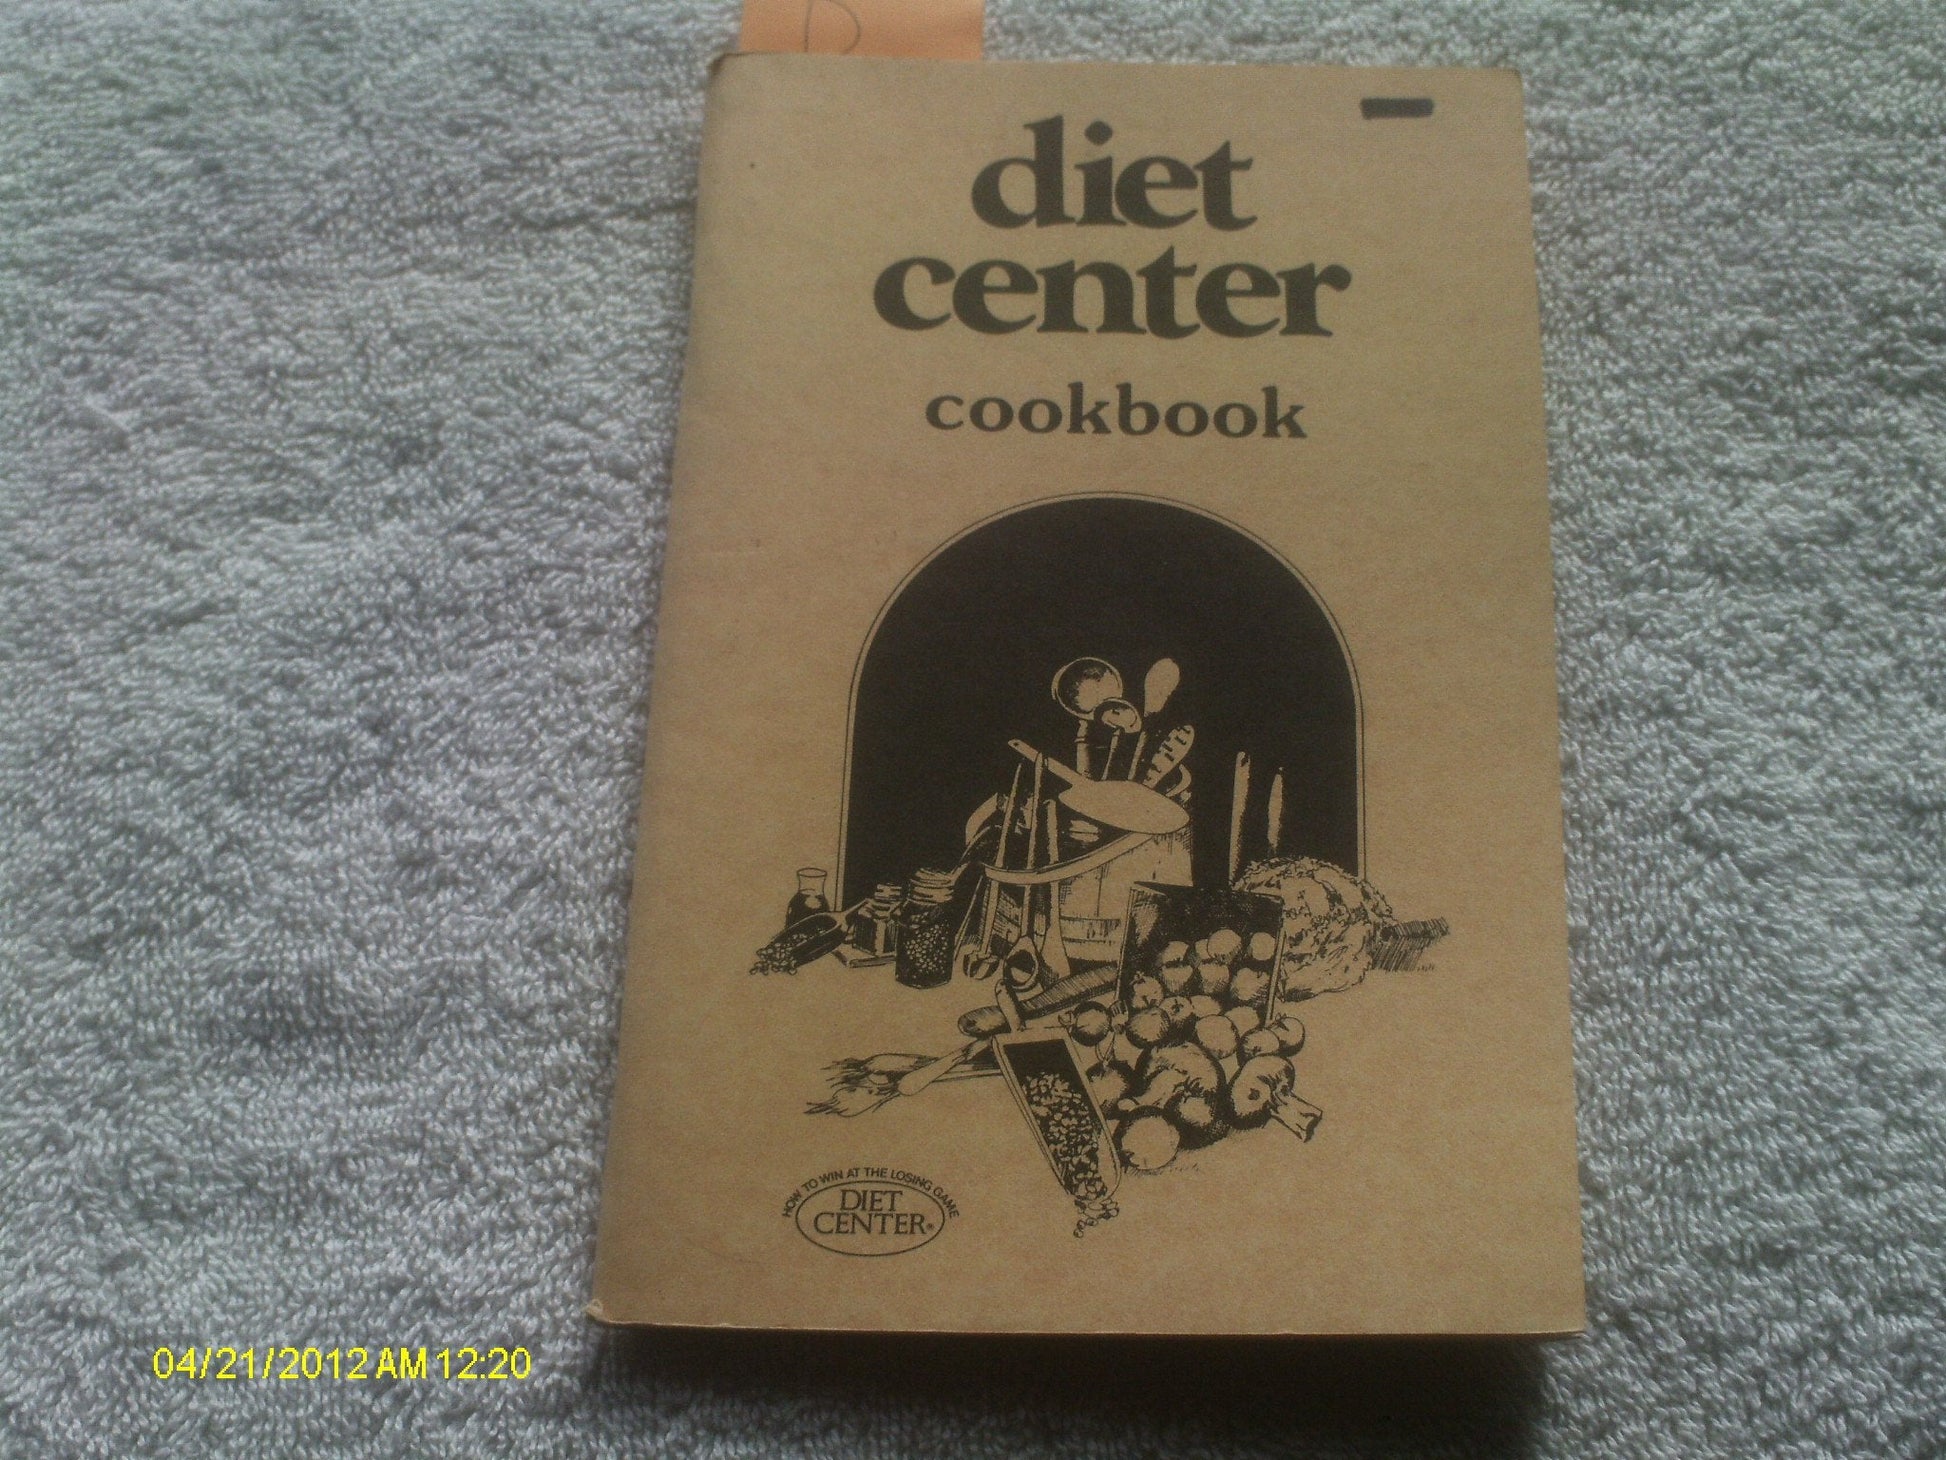 D
diet
center
cookbook
HOW TO WIN AT THE LOSING GAME
DIET
CENTER®
04/21/2012 AM 12:20